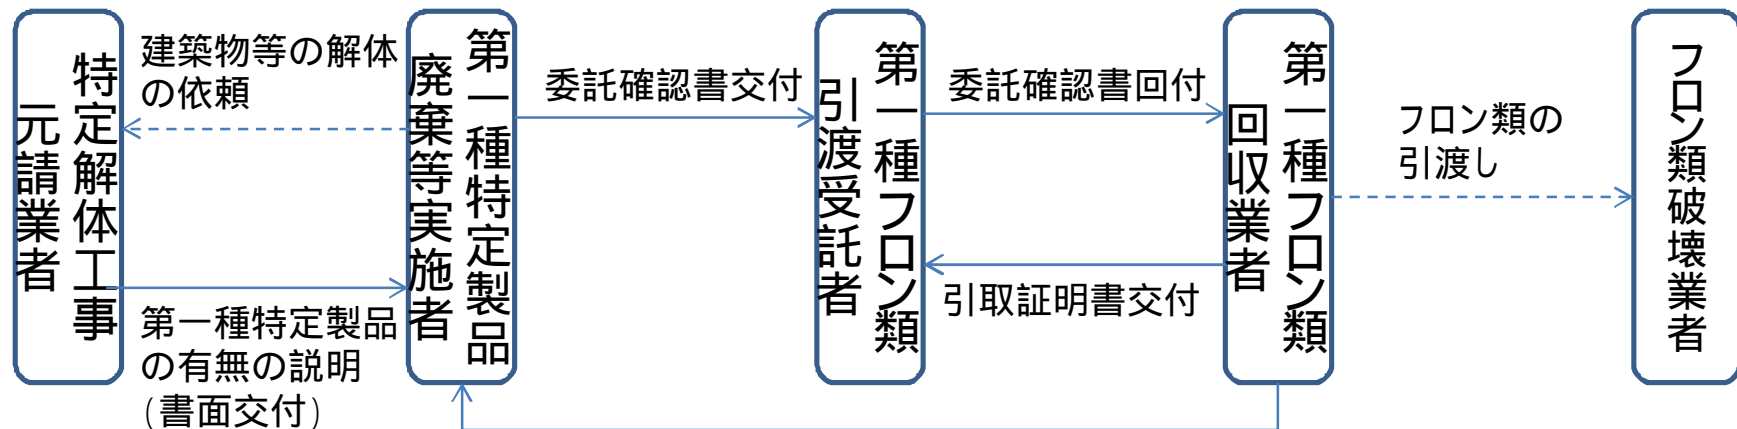 特定解体工事
元請業者
建築物等の解体
の依頼
第一種特定製品
の有無の説明
(書面交付)
第一種特定製品
廃棄等実施者
委託確認書交付
第一種フロン類
引渡受託者
委託確認書回付
引取証明書交付
第一種フロン類
回収業者
フロン類の
引渡し
フロン類破壊業者